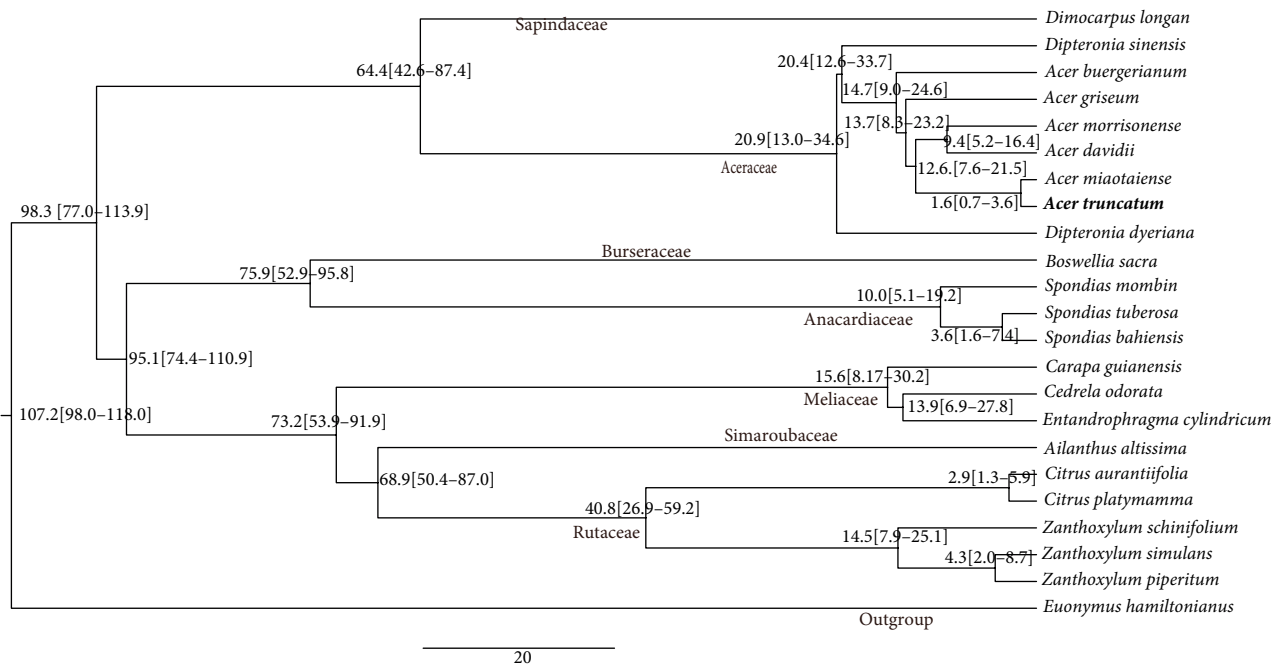 Sapindaceae
Dimocarpus longan
Dipteronia sinensis
20.4[12.6–33.7]
64.4[42.6–87.4]
Acer buergerianum
14.7[9.0–24.6]
Acer griseum
13.7[8.3–23.2]
Acer morrisonense
20.9[13.0–34.6]
9.4[5.2–16.4]
Acer davidii
Aceraceae
12.6.[7.6–21.5]
Acer miaotaiense
1.6[0.7–3.6]
Acer truncatum
98.3 [77.0–113.9]
Dipteronia dyeriana
Burseraceae
Boswellia sacra
75.9[52.9–95.8]
Spondias mombin
10.0[5.1–19.2]
Anacardiaceae
Spondias tuberosa
3.6[1.6–7.4]
Spondias bahiensis
95.1[74.4–110.9]
Carapa guianensis
15.6[8.17–30.2]
Cedrela odorata
Meliaceae
13.9[6.9–27.8]
107.2[98.0–118.0]
73.2[53.9–91.9]
Entandrophragma cylindricum
Simaroubaceae
Ailanthus altissima
68.9[50.4–87.0]
2.9[1.3–5.9]
Citrus aurantiifolia
Citrus platymamma
40.8[26.9–59.2]
Rutaceae
Zanthoxylum schinifolium
14.5[7.9–25.1]
4.3[2.0–8.7]
Zanthoxylum simulans
Zanthoxylum piperitum
Euonymus hamiltonianus
Outgroup
20